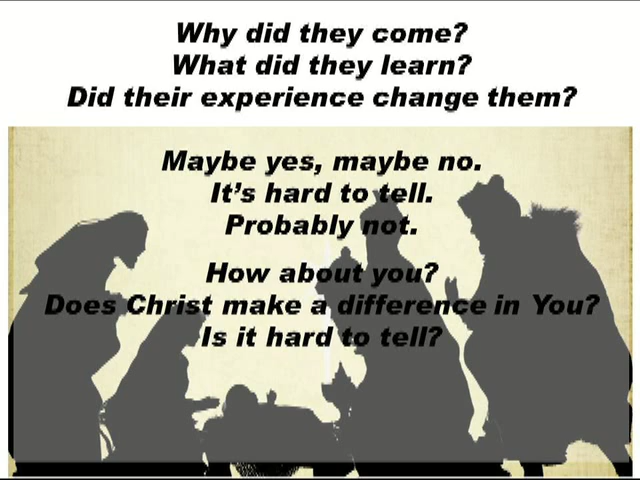 Why did they come?
What did they learn?
Did their experience change them?
Maybe yes, maybe no.
It's hard to tell.
Probably not.
How about you?
Does Christ make a difference in You?
Is it hard to tell?